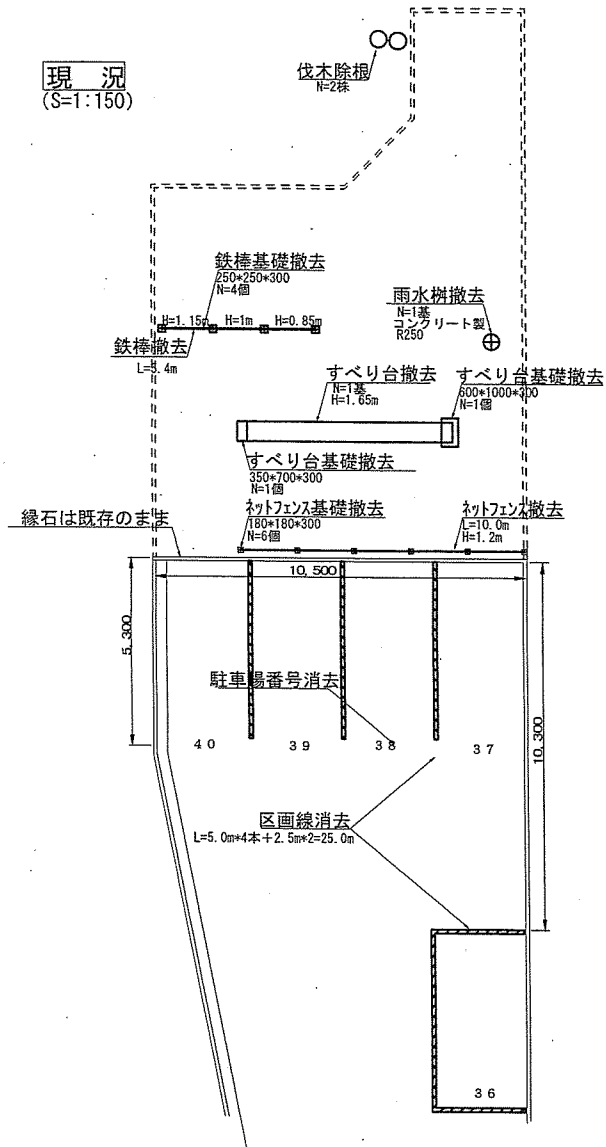 現 況
(S=1:150)
伐木除根
N=2株
鉄棒基礎撤去
250*250*300
N=4個
雨水桝撤去
N=1基
コンクリート製
R250
H=1.15m
H=1m
H=0.85m
鉄棒撤去
L=3.4m
すべり台撤去
N=1基
H=1.65m
すべり台基礎撤去
600*1000*300
N=1個
すべり台基礎撤去
350*700*300
N=1個
ネットフェンス基礎撤去
180*180*300
N=6個
ネットフェンス撤去
L=10.0m
H=1.2m
縁石は既存のまま
10,500
5,300
10,300
駐車場番号消去
40
39
38
37
区画線消去
L=5.0m*4本+2.5m*2=25.0m
36